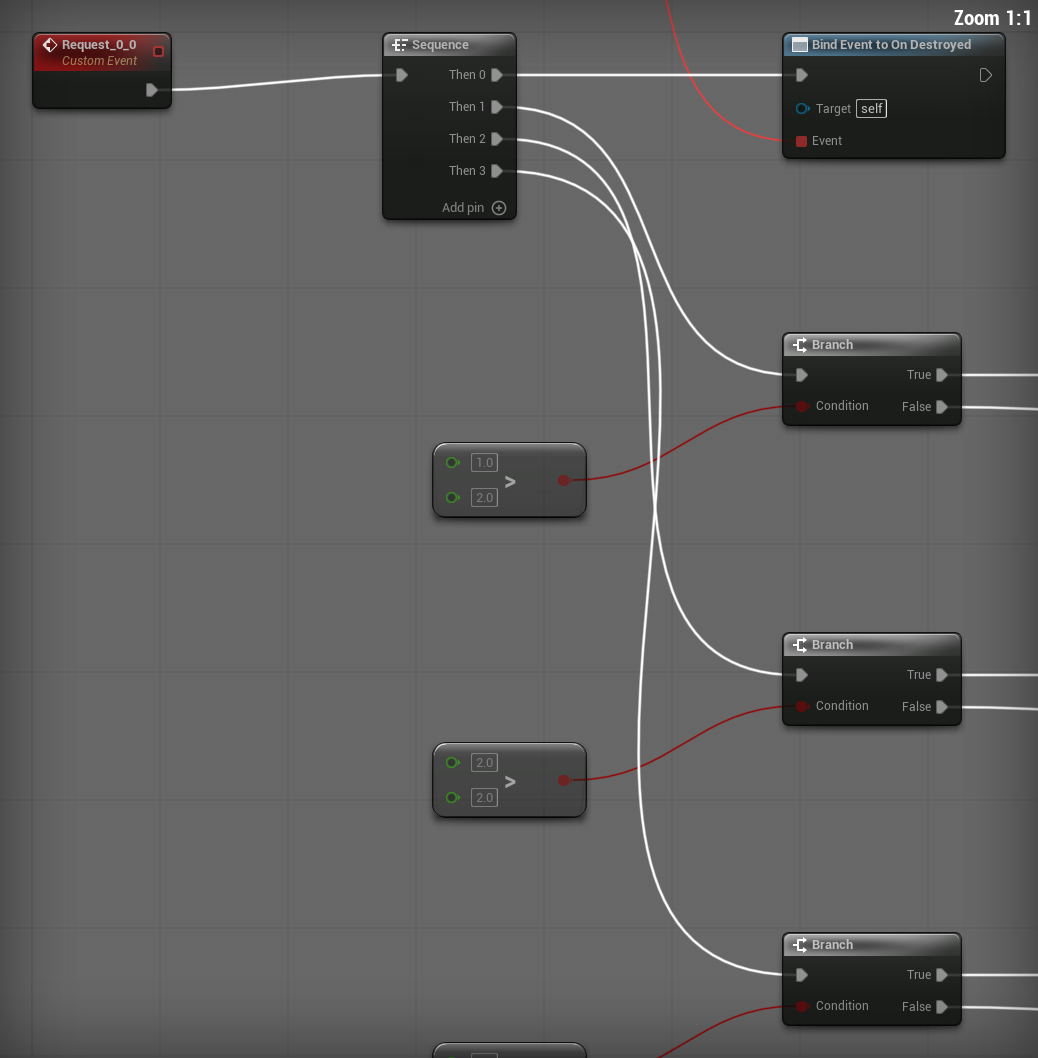 Zoom 1:1
Request_0_0
Custom Event
Sequence
Then 0
Then 1
Then 2
Then 3
Add pin
Bind Event to On Destroyed
Target self
Event
Branch
True
Condition
False
1.0
>
2.0
Branch
True
Condition
False
2.0
>
2.0
Branch
True
Condition
False